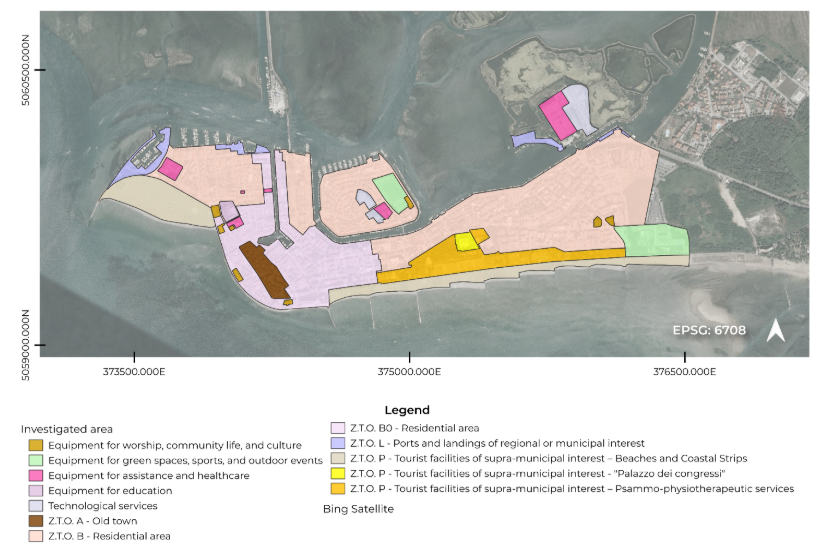 5060500.000N
5059000.000N
EPSG: 6708
373500.000E
375000.000E
376500.000E
Legend
Investigated area
Equipment for worship, community life, and culture
Equipment for green spaces, sports, and outdoor events
Equipment for assistance and healthcare
Equipment for education
Technological services
Z.T.O. A - Old town
Z.T.O. B - Residential area
Z.T.O. B0 - Residential area
Z.T.O. L - Ports and landings of regional or municipal interest
Z.T.O. P - Tourist facilities of supra-municipal interest – Beaches and Coastal Strips
Z.T.O. P - Tourist facilities of supra-municipal interest - "Palazzo dei congressi"
Z.T.O. P - Tourist facilities of supra-municipal interest – Psammo-physiotherapeutic services
Bing Satellite